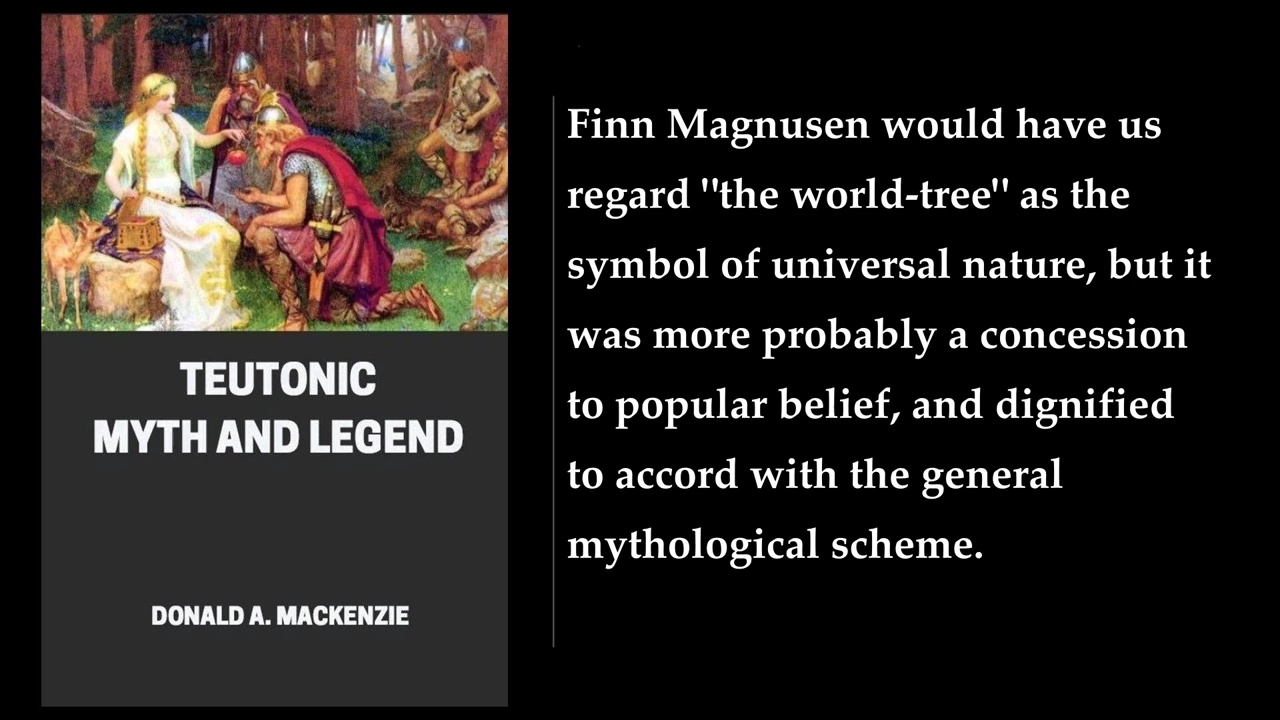 TEUTONIC
MYTH AND LEGEND
DONALD A. MACKENZIE
Finn Magnusen would have us
regard "the world-tree" as the
symbol of universal nature, but it
was more probably a concession
to popular belief, and dignified
to accord with the general
mythological scheme.